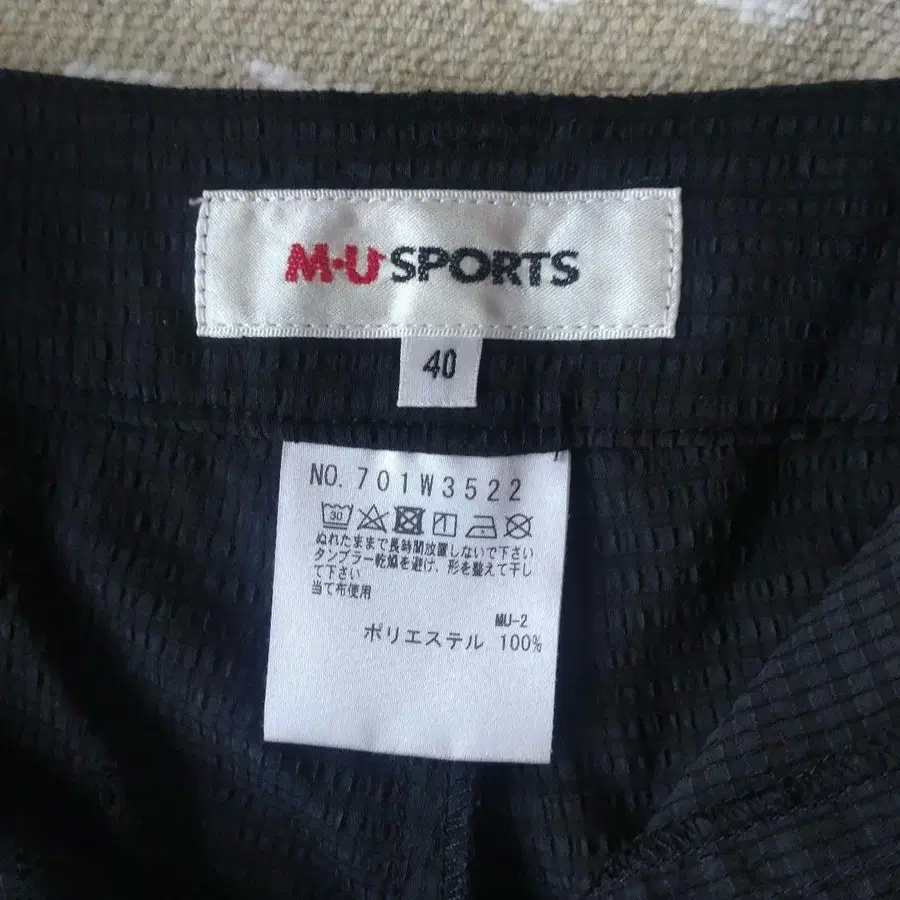 M·U SPORTS
40
NO. 701W3522
30
ぬれたままで長時間放置しないで下さい
タンブラー乾燥を避け、形を整えて干し
て下さい
当て布使用
MU-2
ポリエステル 100%